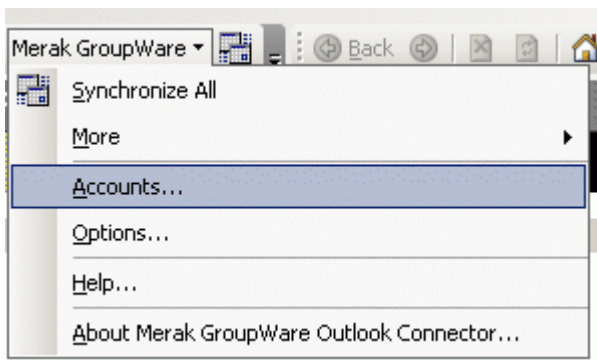 Merak GroupWare Back
Synchronize All
More
Accounts...
Options...
Help...
About Merak GroupWare Outlook Connector...